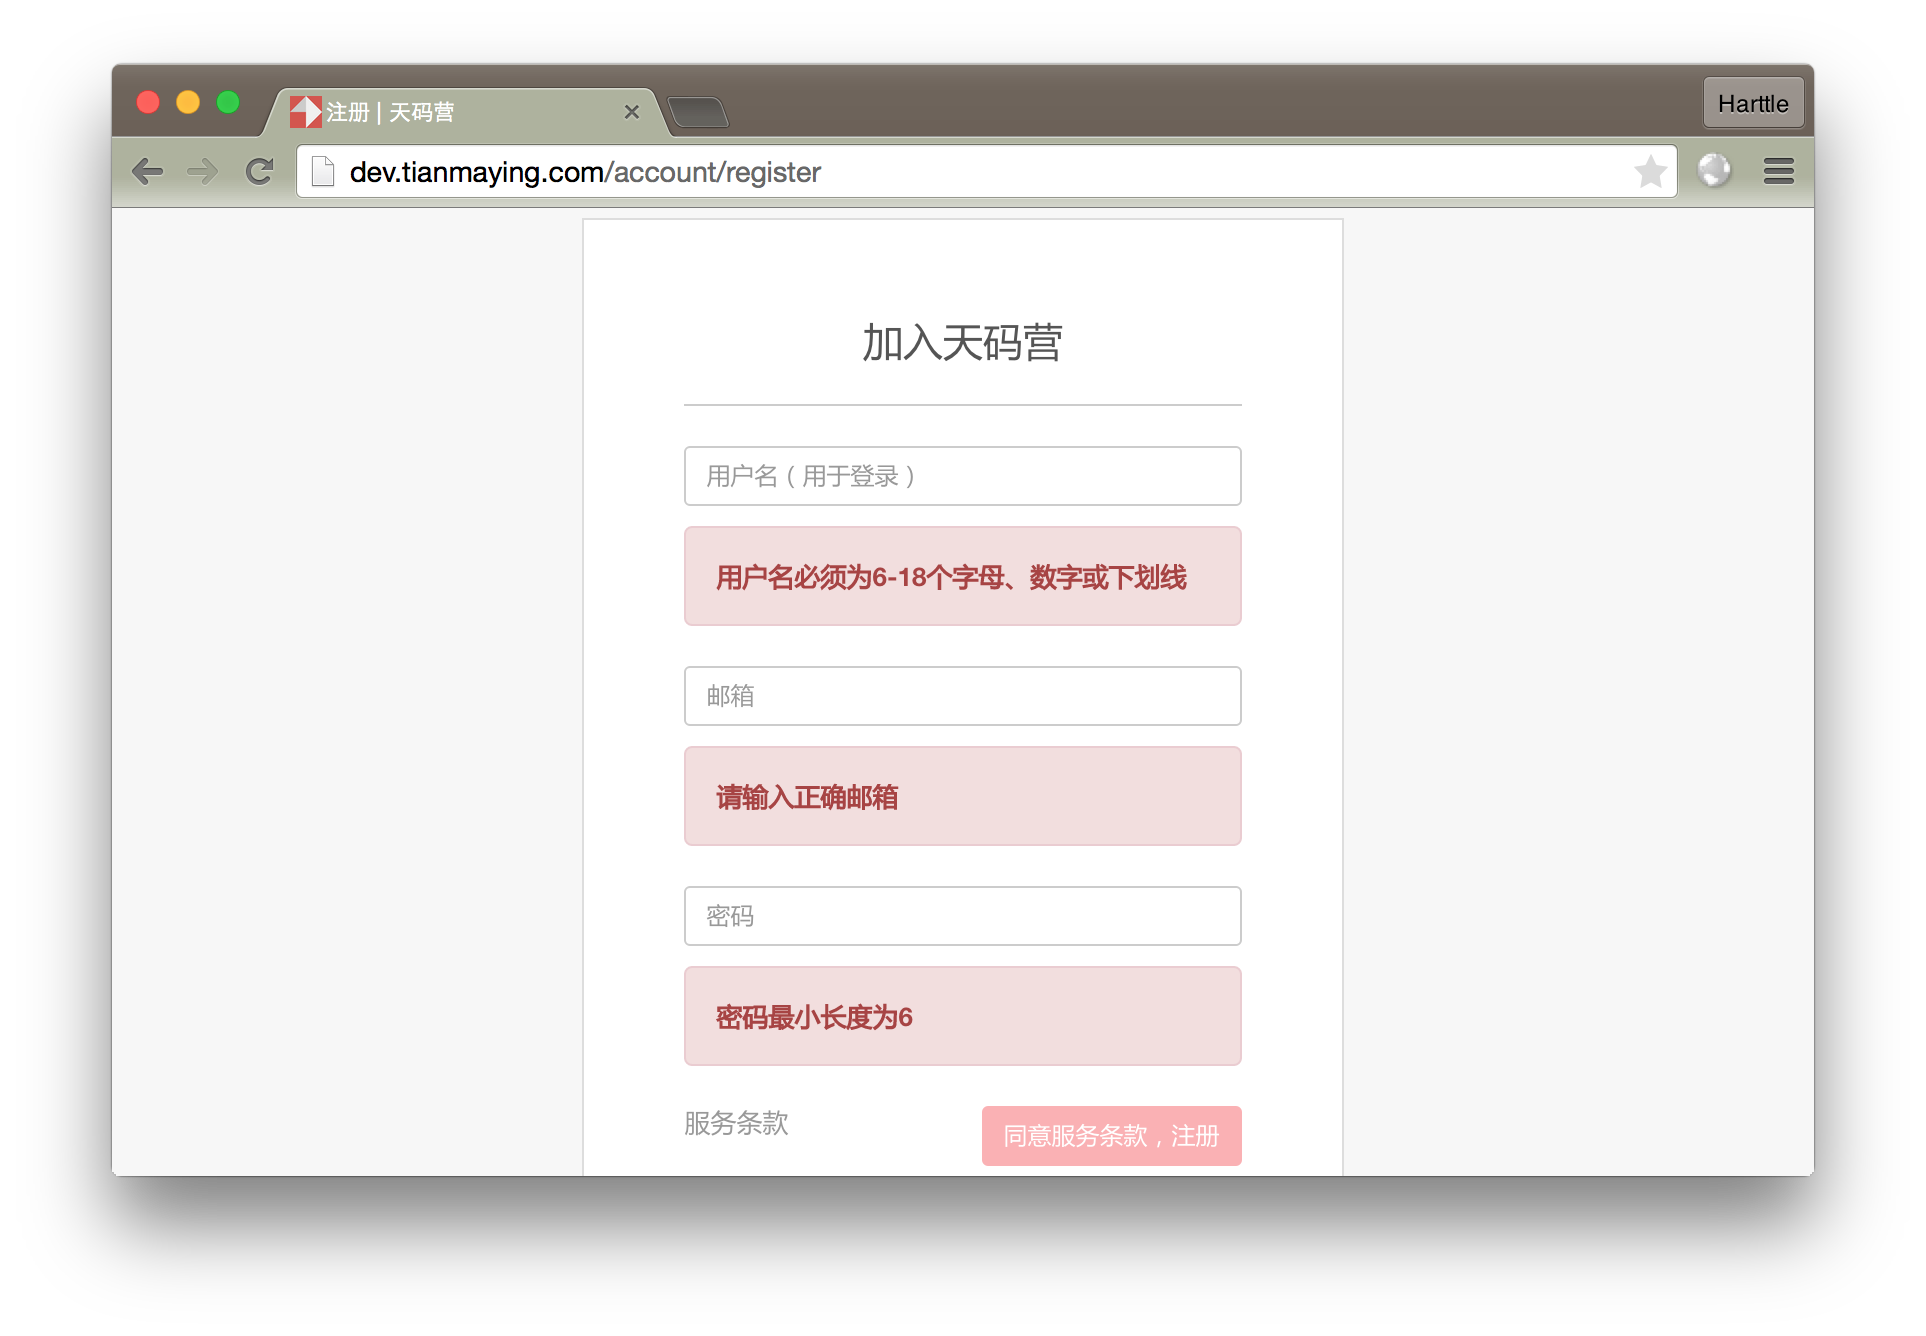 注册 | 天码营
Harttle
dev.tianmaying.com/account/register
加入天码营
用户名（用于登录）
用户名必须为6-18个字母、数字或下划线
邮箱
请输入正确邮箱
密码
密码最小长度为6
服务条款
同意服务条款，注册